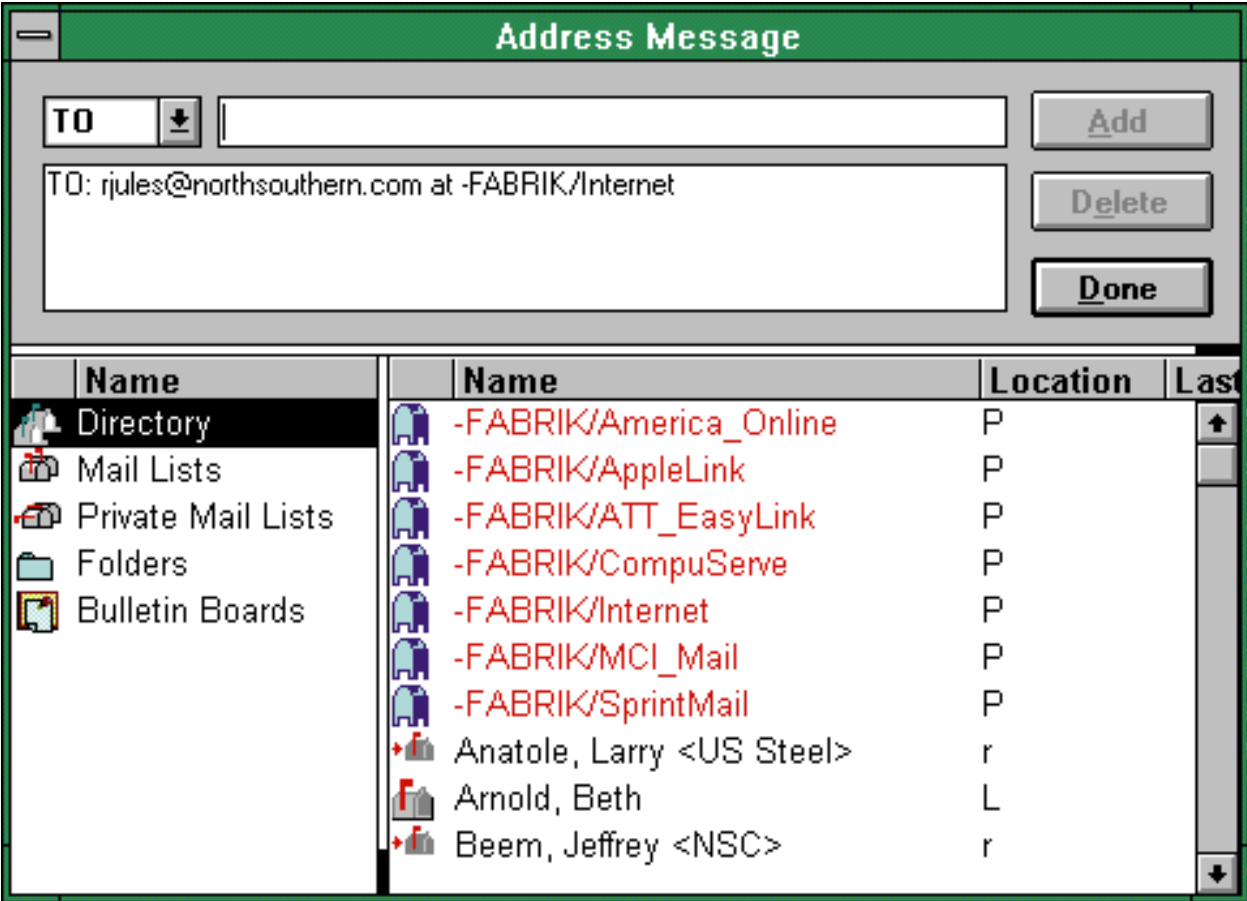 Address Message
TO
Add
TO: rjules@northsouthern.com at -FABRIK/Internet
Delete
Done
Name
Directory
Mail Lists
Private Mail Lists
Folders
Bulletin Boards
Name Location Last
-FABRIK/America_Online P
-FABRIK/AppleLink P
-FABRIK/ATT_EasyLink P
-FABRIK/CompuServe P
-FABRIK/Internet P
-FABRIK/MCI_Mail P
-FABRIK/SprintMail P
Anatole, Larry <US Steel> r
Arnold, Beth L
Beem, Jeffrey <NSC> r